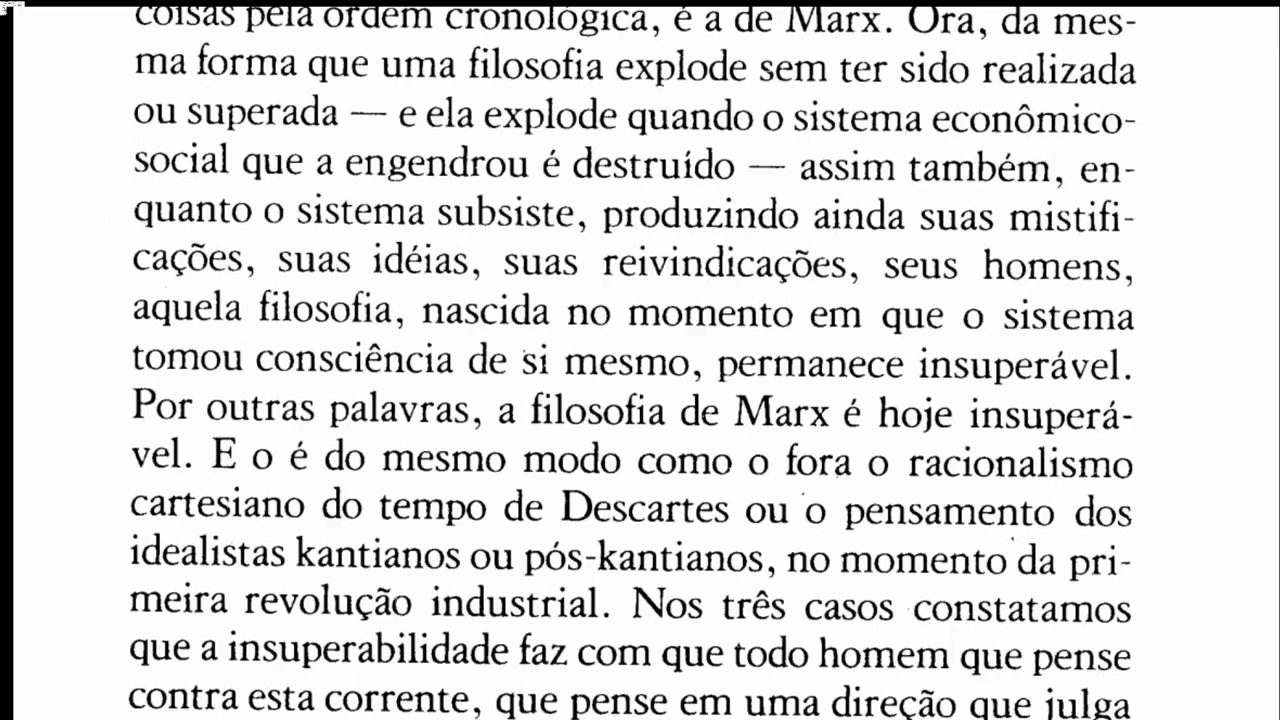 coisas pela ordem cronológica, é a de Marx. Ora, da mes-
ma forma que uma filosofia explode sem ter sido realizada
ou superada — e ela explode quando o sistema econômico-
social que a engendrou é destruído — assim também, en-
quanto o sistema subsiste, produzindo ainda suas mistifi-
cações, suas idéias, suas reivindicações, seus homens,
aquela filosofia, nascida no momento em que o sistema
tomou consciência de si mesmo, permanece insuperável.
Por outras palavras, a filosofia de Marx é hoje insuperá-
vel. E o é do mesmo modo como o fora o racionalismo
cartesiano do tempo de Descartes ou o pensamento dos
idealistas kantianos ou pós-kantianos, no momento da pri-
meira revolução industrial. Nos três casos constatamos
que a insuperabilidade faz com que todo homem que pense
contra esta corrente, que pense em uma direção que julga